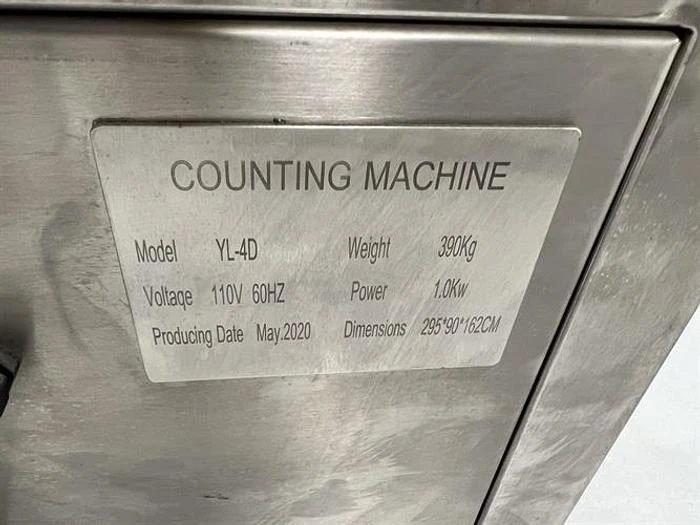 COUNTING MACHINE
Model YL-4D Weight 390Kg
Voltaqe 110V 60HZ Power 1.0Kw
Producing Date May.2020 Dimensions 295*90*162CM